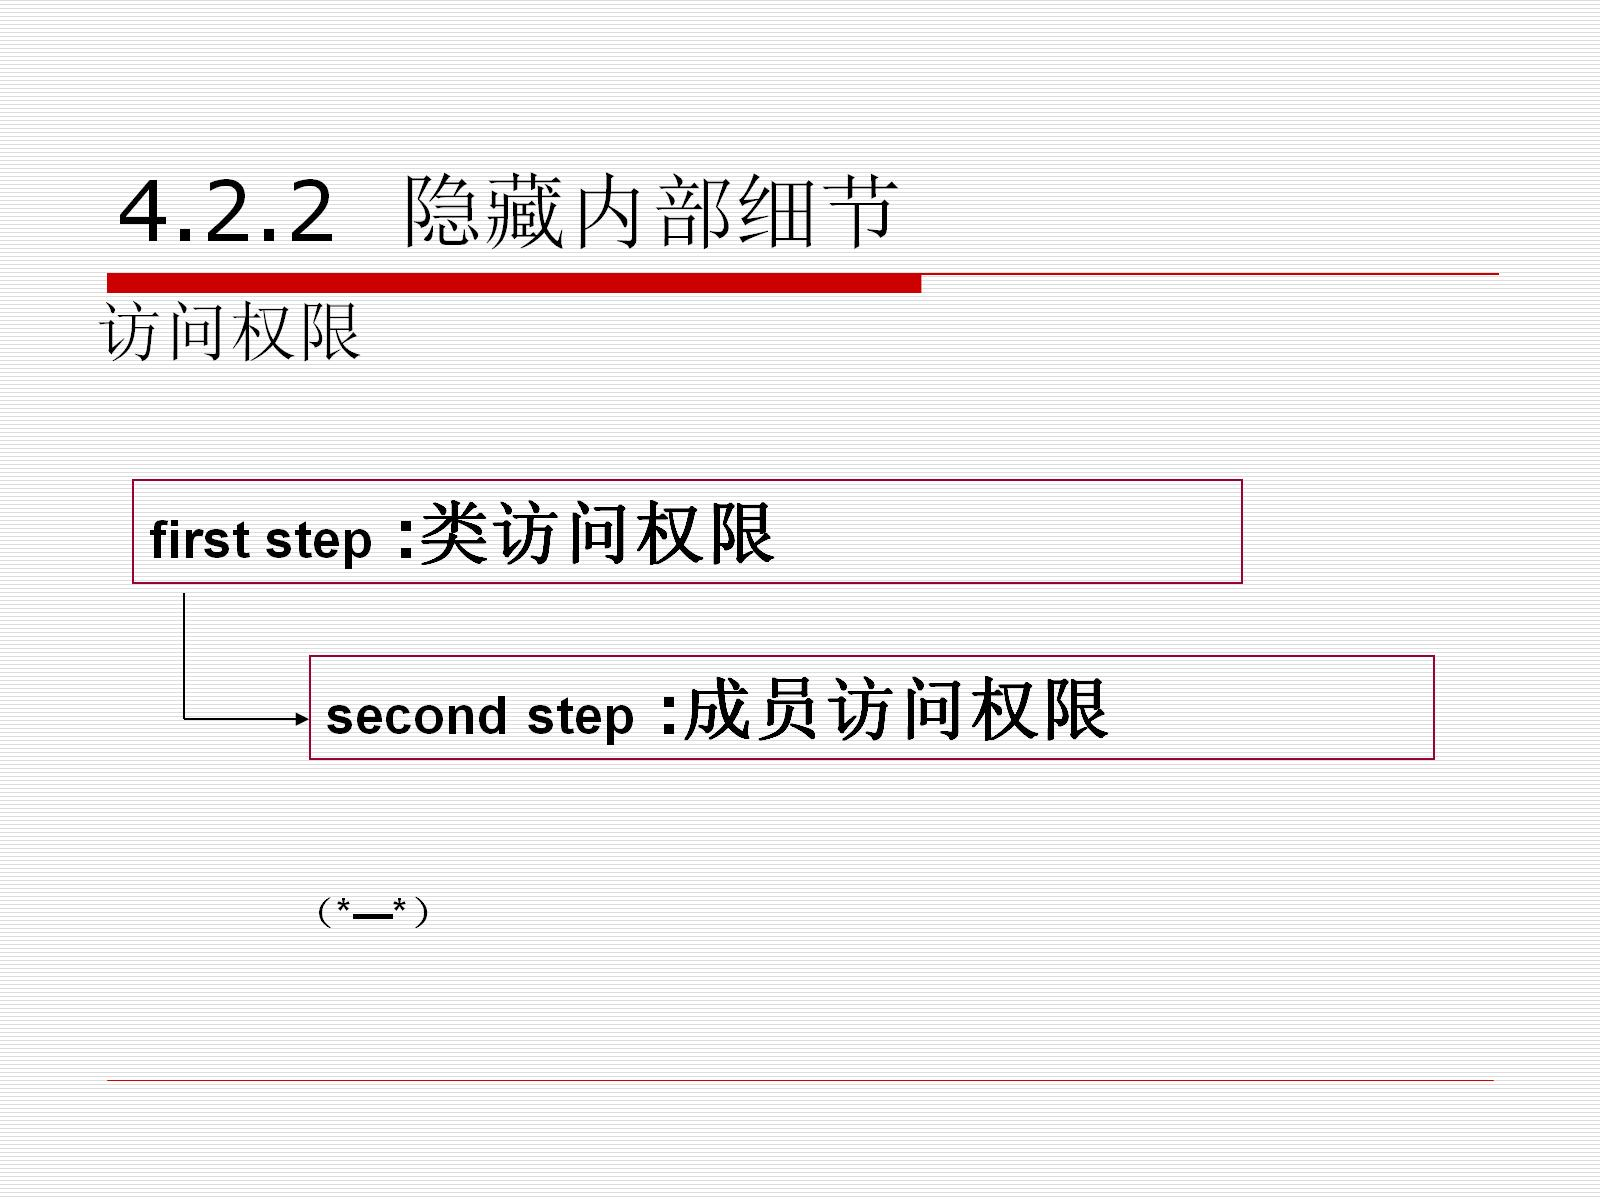 4.2.2 隐藏内部细节
访问权限
first step :类访问权限
second step :成员访问权限
（*—*）